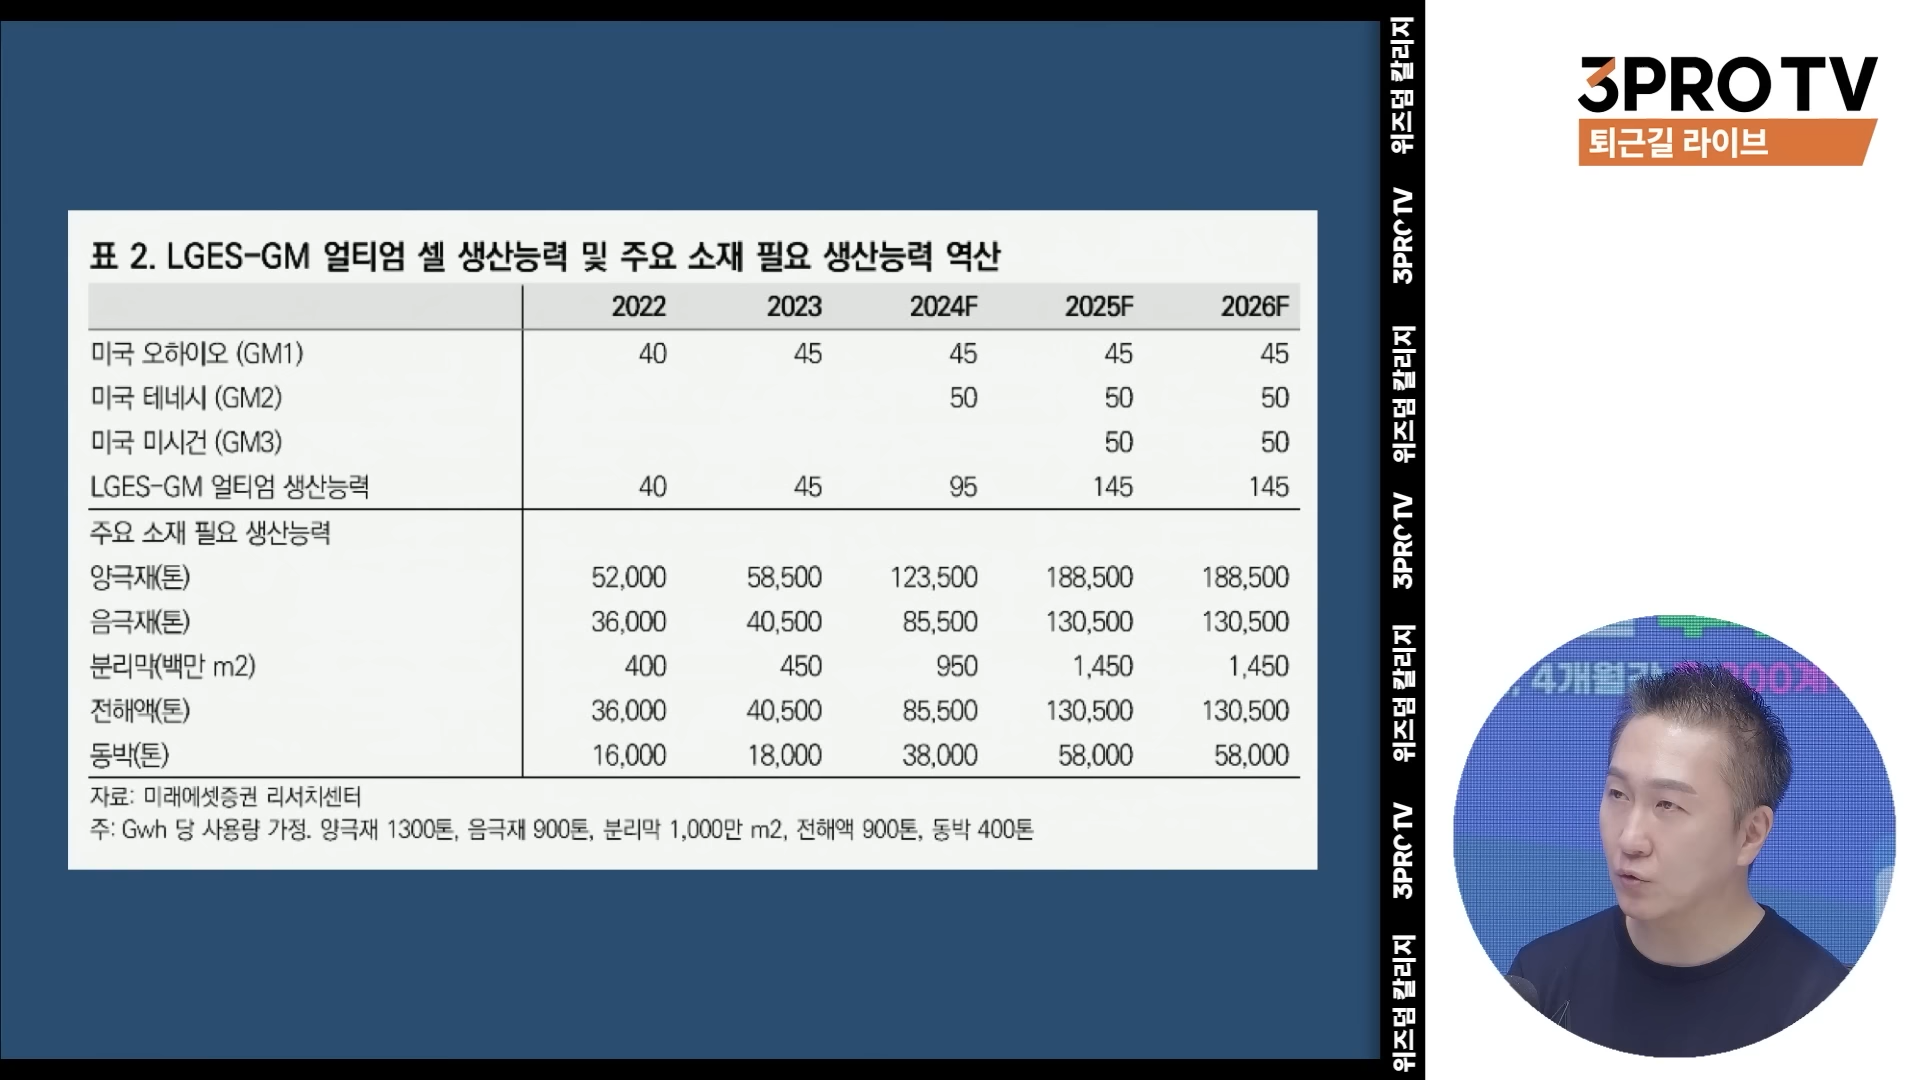 표 2. LGES-GM 얼티엄 셀 생산능력 및 주요 소재 필요 생산능력 역산
2022 2023 2024F 2025F 2026F
미국 오하이오 (GM1) 40 45 45 45 45
미국 테네시 (GM2) 50 50 50
미국 미시건 (GM3) 50 50
LGES-GM 얼티엄 생산능력 40 45 95 145 145
주요 소재 필요 생산능력
양극재(톤) 52,000 58,500 123,500 188,500 188,500
음극재(톤) 36,000 40,500 85,500 130,500 130,500
분리막(백만 m2) 400 450 950 1,450 1,450
전해액(톤) 36,000 40,500 85,500 130,500 130,500
동박(톤) 16,000 18,000 38,000 58,000 58,000
자료: 미래에셋증권 리서치센터
주: Gwh 당 사용량 가정. 양극재 1300톤, 음극재 900톤, 분리막 1,000만 m2, 전해액 900톤, 동박 400톤
위즈덤 칼리지
3PROTV
위즈덤 칼리지
3PROTV
위즈덤 칼리지
3PROTV
위즈덤 칼리지
3PRO TV
퇴근길 라이브
4개월간